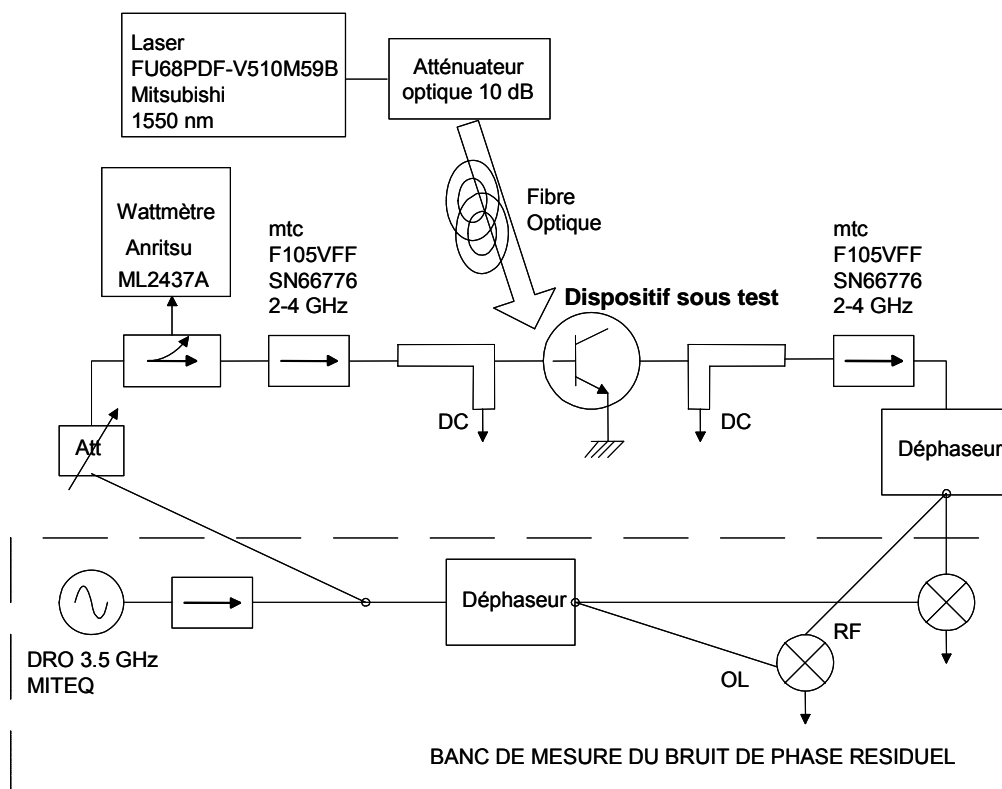 Laser
FU68PDF-V510M59B
Mitsubishi
1550 nm
Atténuateur
optique 10 dB
Fibre
Optique
Wattmètre
Anritsu
ML2437A
mtc
F105VFF
SN66776
2-4 GHz
Dispositif sous test
mtc
F105VFF
SN66776
2-4 GHz
DC
DC
Att
Déphaseur
Déphaseur
DRO 3.5 GHz
MITEQ
RF
OL
BANC DE MESURE DU BRUIT DE PHASE RESIDUEL